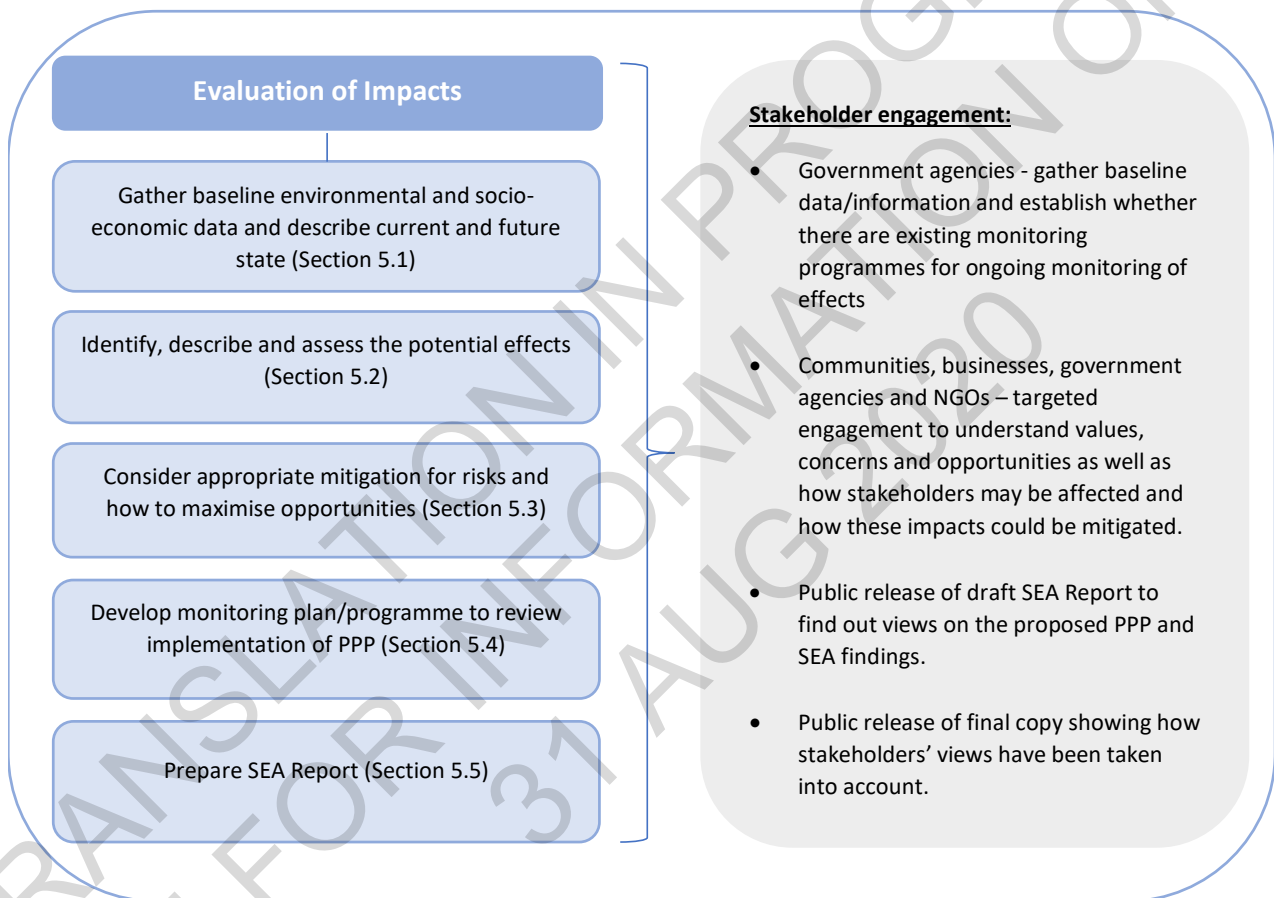 Evaluation of Impacts
Gather baseline environmental and socio-
economic data and describe current and future
state (Section 5.1)
Identify, describe and assess the potential effects
(Section 5.2)
Consider appropriate mitigation for risks and
how to maximise opportunities (Section 5.3)
Develop monitoring plan/programme to review
implementation of PPP (Section 5.4)
Prepare SEA Report (Section 5.5)
Stakeholder engagement:
• Government agencies - gather baseline
data/information and establish whether
there are existing monitoring
programmes for ongoing monitoring of
effects
• Communities, businesses, government
agencies and NGOs – targeted
engagement to understand values,
concerns and opportunities as well as
how stakeholders may be affected and
how these impacts could be mitigated.
• Public release of draft SEA Report to
find out views on the proposed PPP and
SEA findings.
• Public release of final copy showing how
stakeholders’ views have been taken
into account.
FOR INFORMATION
31 AUG 2020